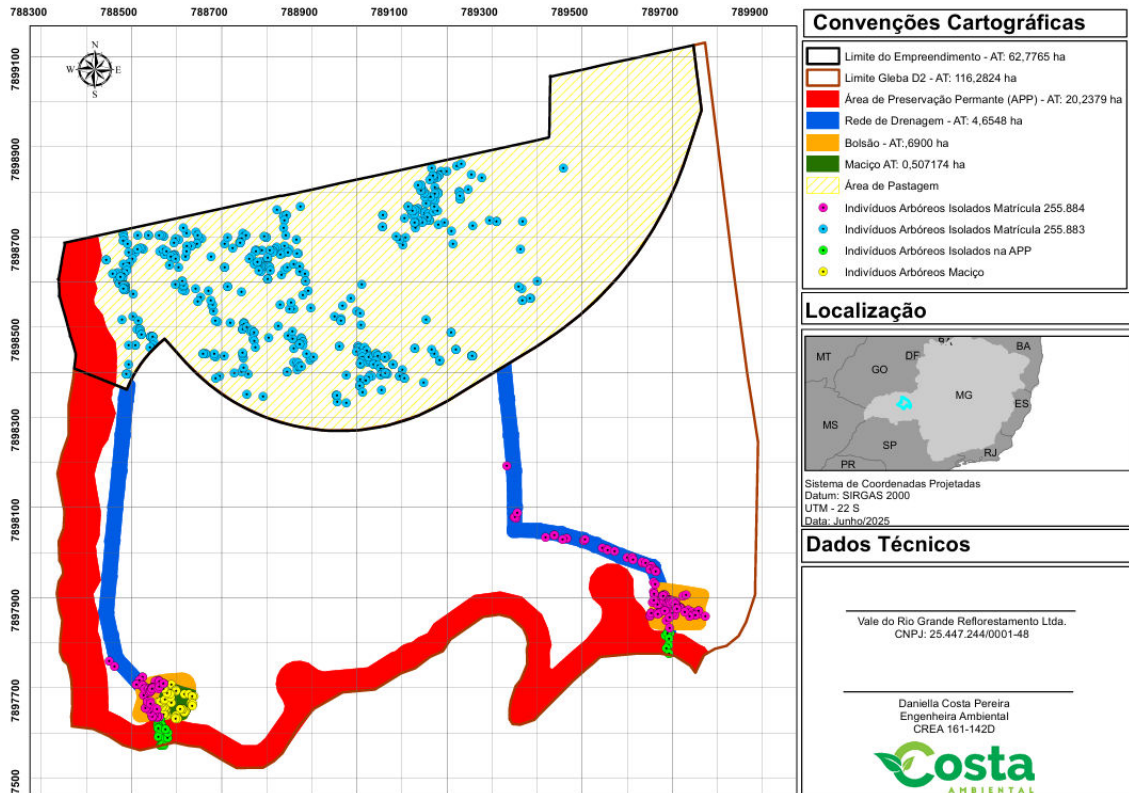 788300 788500 788700 788900 789100 789300 789500 789700 789900
7899100
7898900
7898700
7898500
7898300
7898100
7897900
7897700
7897500
N
W E
S
Convenções Cartográficas
Limite do Empreendimento - AT: 62,7765 ha
Limite Gleba D2 - AT: 116,2824 ha
Área de Preservação Permante (APP) - AT: 20,2379 ha
Rede de Drenagem - AT: 4,6548 ha
Bolsão - AT:,6900 ha
Maciço AT: 0,507174 ha
Área de Pastagem
Indivíduos Arbóreos Isolados Matrícula 255.884
Indivíduos Arbóreos Isolados Matrícula 255.883
Indivíduos Arbóreos Isolados na APP
Indivíduos Arbóreos Maciço
Localização
MT
DF
BA
GO
MG
ES
MS
SP
RJ
PR
Sistema de Coordenadas Projetadas
Datum: SIRGAS 2000
UTM - 22 S
Data: Junho/2025
Dados Técnicos
Vale do Rio Grande Reflorestamento Ltda.
CNPJ: 25.447.244/0001-48
Daniella Costa Pereira
Engenheira Ambiental
CREA 161-142D
Costa
AMBIENTAL